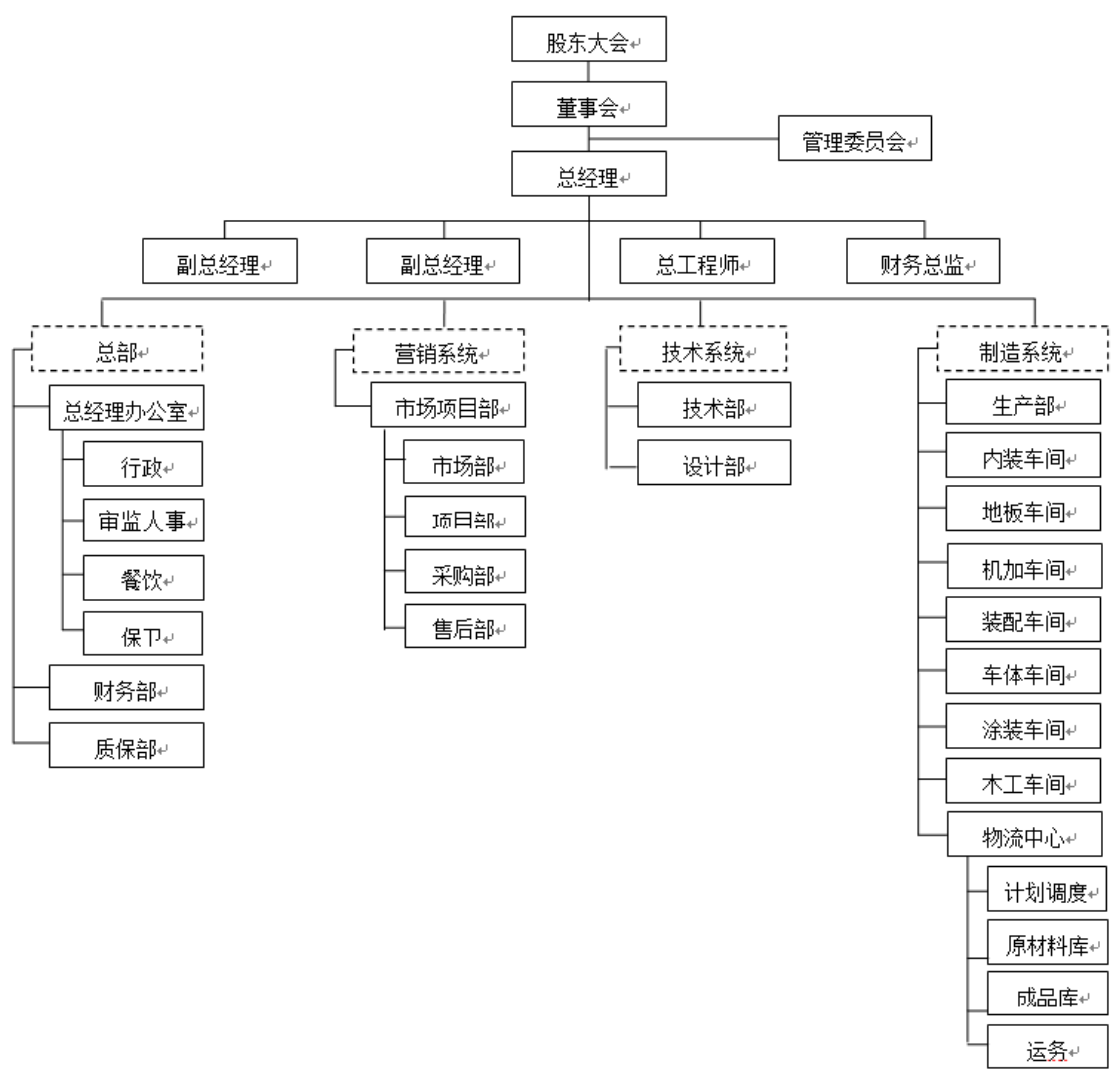 股东大会
董事会
管理委员会
总经理
副总经理
副总经理
总工程师
财务总监
总部
总经理办公室
行政
审监人事
餐饮
保卫
财务部
质保部
营销系统
市场项目部
市场部
项目部
采购部
售后部
技术系统
技术部
设计部
制造系统
生产部
内装车间
地板车间
机加车间
装配车间
车体车间
涂装车间
木工车间
物流中心
计划调度
原材料库
成品库
运务